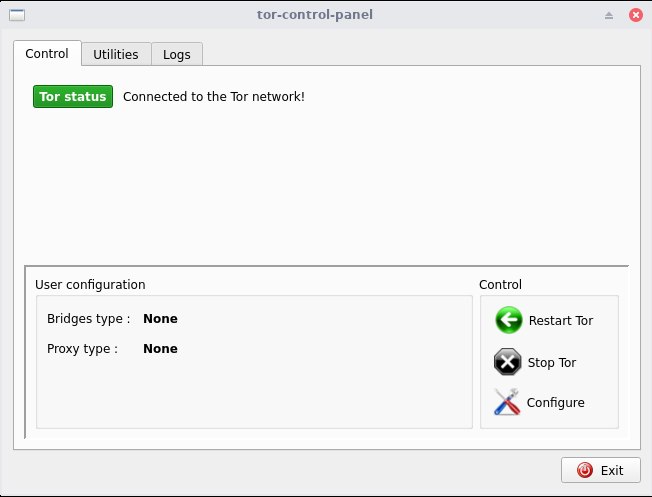 tor-control-panel
Control Utilities Logs
Tor status Connected to the Tor network!
User configuration
Bridges type : None
Proxy type : None
Control
Restart Tor
Stop Tor
Configure
Exit